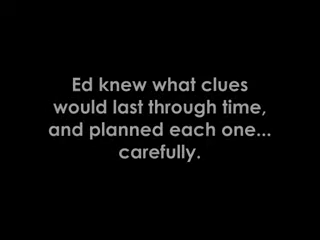 Ed knew what clues
would last through time,
and planned each one...
carefully.